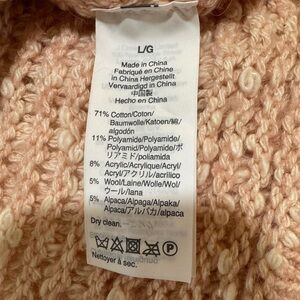 L/G
Made in China
Fabriqué en Chine
in China Hergestellt
Vervaardigd in China
中国製
Hecho en China
71% Cotton/Coton/
Baumwolle/Katoen/綿/
algodón
11% Polyamide/Polyamide/
Polyamid/Polyamide/ポ
リアミド/poliamida
8% Acrylic/Acrylique/Acryl/
Acryl/アクリル/acrílico
5% Wool/Laine/Wolle/Wol/
ウール/lana
5% Alpaca/Alpaga/Alpaka/
Alpaca/アルパカ/alpaca
Dry clean.
Nettoyer à sec.